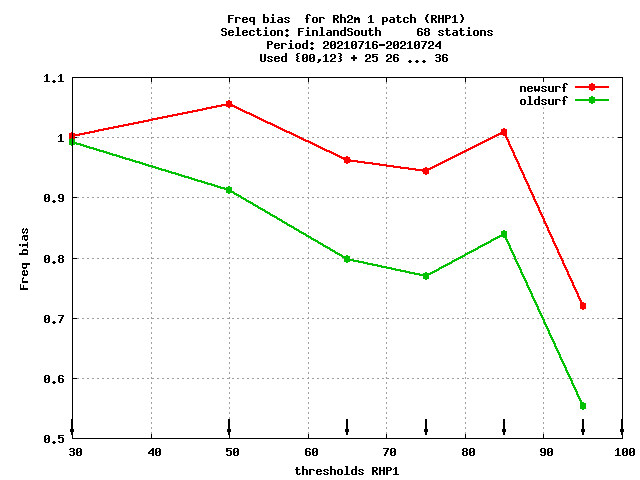 Freq bias  for Rh2m 1 patch (RHP1)
Selection: FinlandSouth     68 stations
Period: 20210716-20210724
Used {00,12} + 25 26 ... 36
newsurf
oldsurf
1.1
1
0.9
0.8
0.7
0.6
0.5
Freq bias
30 40 50 60 70 80 90 100
thresholds RHP1